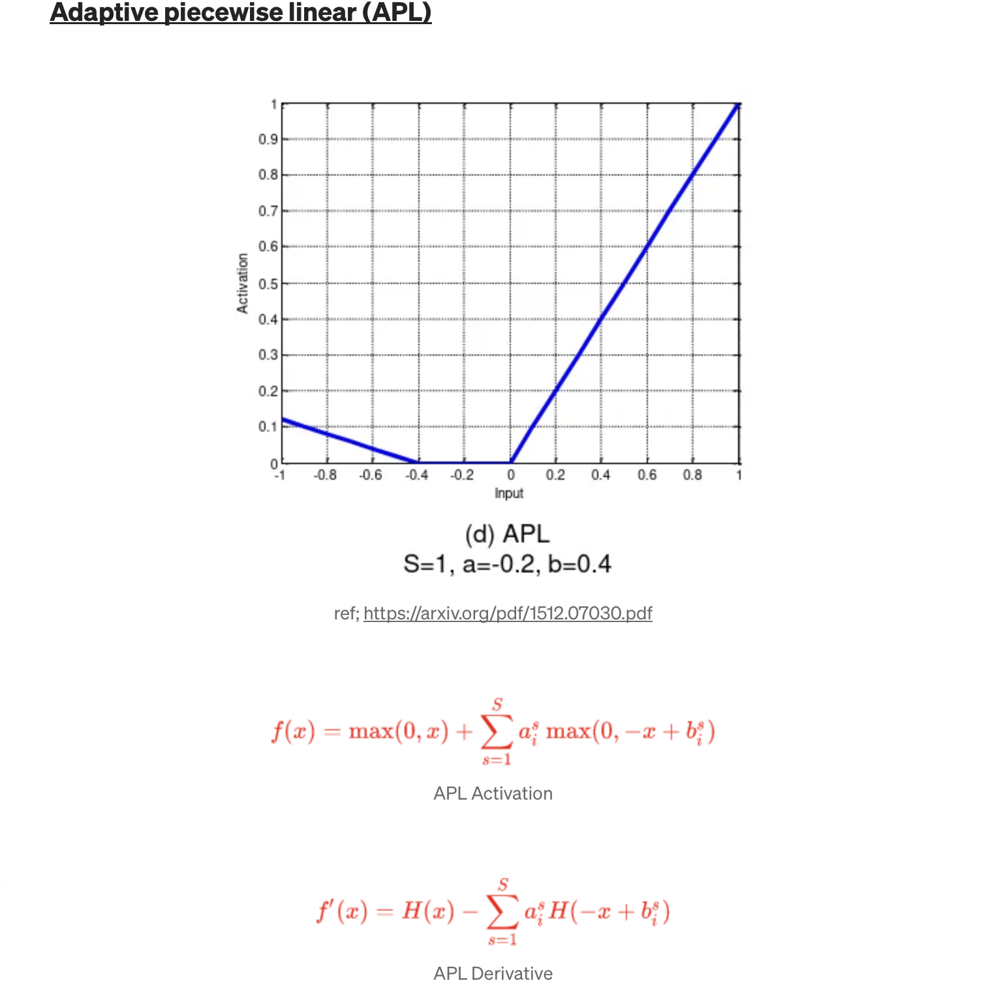 Adaptive piecewise linear (APL)
1
0.9
0.8
0.7
0.6
0.5
0.4
0.3
0.2
0.1
0
Activation
-1 -0.8 -0.6 -0.4 -0.2 0 0.2 0.4 0.6 0.8 1
Input
(d) APL
S=1, a=-0.2, b=0.4
ref; https://arxiv.org/pdf/1512.07030.pdf
f(x) = max(0, x) + \sum_{s=1}^{S} a_i^s max(0, −x + b_i^s)
APL Activation
f′(x) = H(x) − \sum_{s=1}^{S} a_i^s H(−x + b_i^s)
APL Derivative